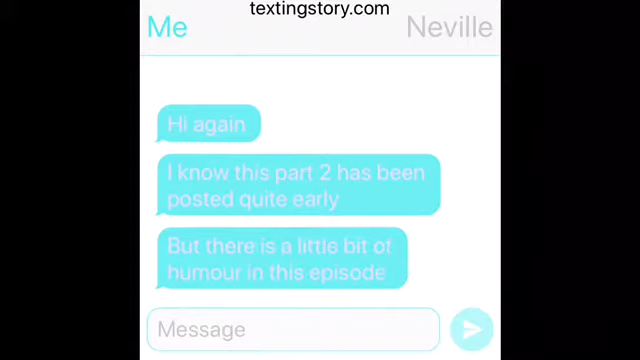 textingstory.com
Me
Neville
Hi again
I know this part 2 has been
posted quite early
But there is a little bit of
humour in this episode
Message